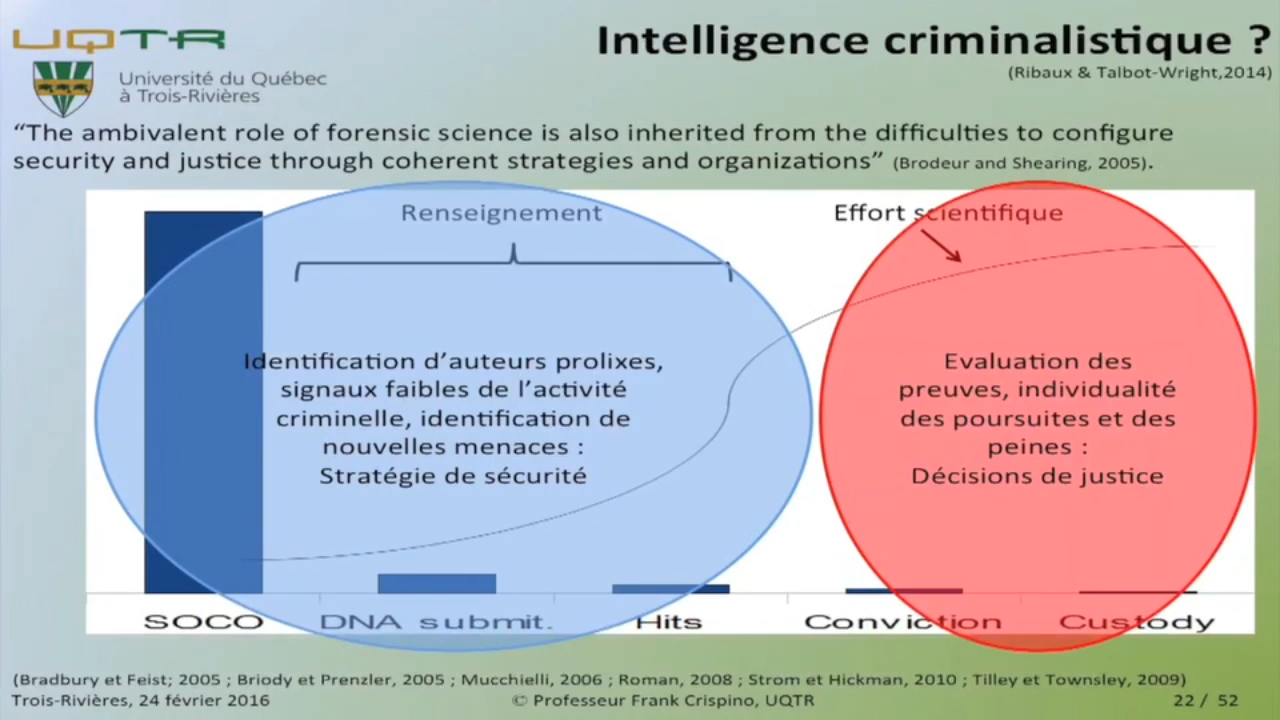 UQTR
Université du Québec
à Trois-Rivières
Intelligence criminalistique ?
(Ribaux & Talbot-Wright,2014)
“The ambivalent role of forensic science is also inherited from the difficulties to configure
security and justice through coherent strategies and organizations” (Brodeur and Shearing, 2005).
Renseignement
Effort scientifique
Identification d’auteurs prolixes,
signaux faibles de l’activité
criminelle, identification de
nouvelles menaces :
Stratégie de sécurité
Evaluation des
preuves, individualité
des poursuites et des
peines :
Décisions de justice
SOCO DNA submit. Hits Conviction Custody
(Bradbury et Feist; 2005 ; Briody et Prenzler, 2005 ; Mucchielli, 2006 ; Roman, 2008 ; Strom et Hickman, 2010 ; Tilley et Townsley, 2009)
Trois-Rivières, 24 février 2016 © Professeur Frank Crispino, UQTR 22 / 52